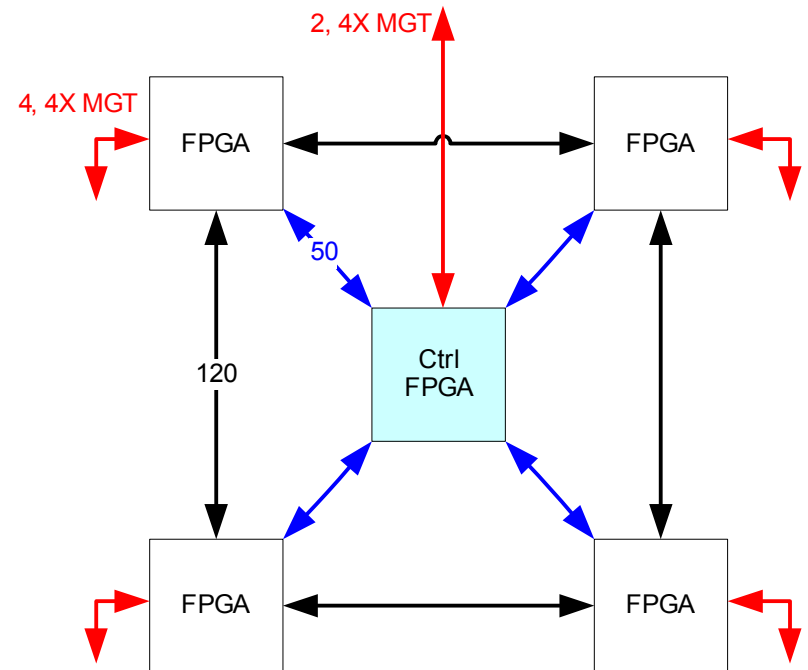 2, 4X MGT
4, 4X MGT
FPGA
FPGA
50
120
Ctrl
FPGA
FPGA
FPGA